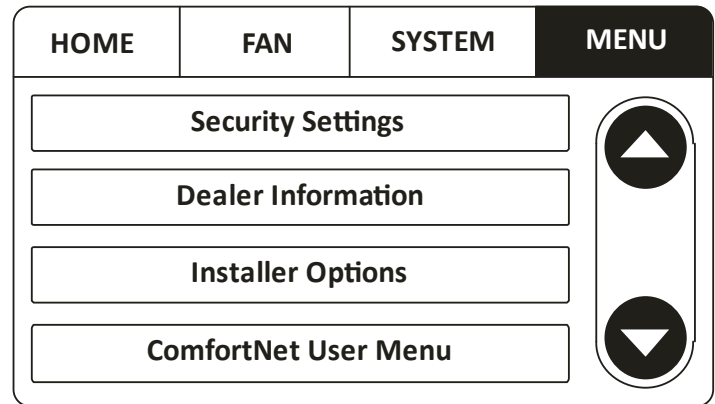 HOME FAN SYSTEM MENU
Security Settings
Dealer Information
Installer Options
ComfortNet User Menu